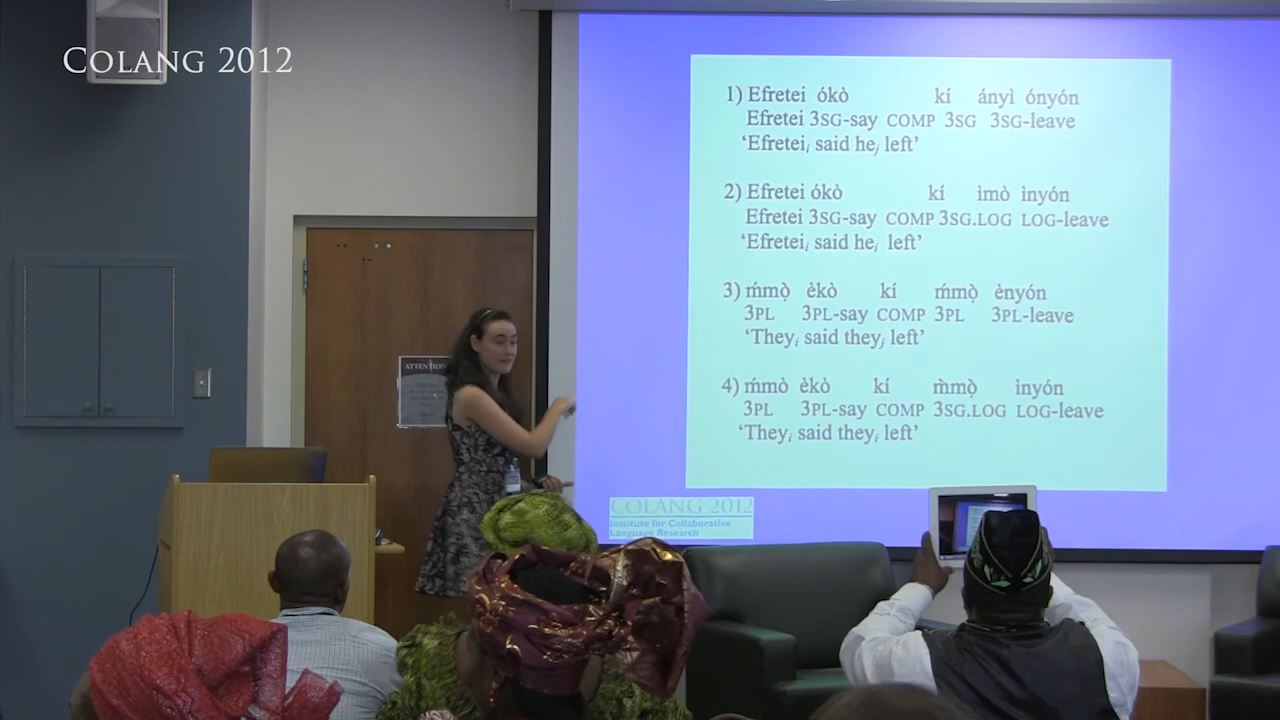 COLANG 2012
1) Efretei ókò kí ányì ónyón
Efretei 3SG-say COMP 3SG 3SG-leave
‘Efreteiᵢ said heⱼ left’
2) Efretei ókò kí ìmò ìnyón
Efretei 3SG-say COMP 3SG.LOG LOG-leave
‘Efreteiᵢ said heᵢ left’
3) ḿmọ̀ èkò kí ḿmọ̀ ènyón
3PL 3PL-say COMP 3PL 3PL-leave
‘Theyᵢ said theyⱼ left’
4) ḿmò èkò kí m̀mọ̀ ìnyón
3PL 3PL-say COMP 3SG.LOG LOG-leave
‘Theyᵢ said theyᵢ left’
ATTENTION
COLANG 2012
Institute for Collaborative
Language Research